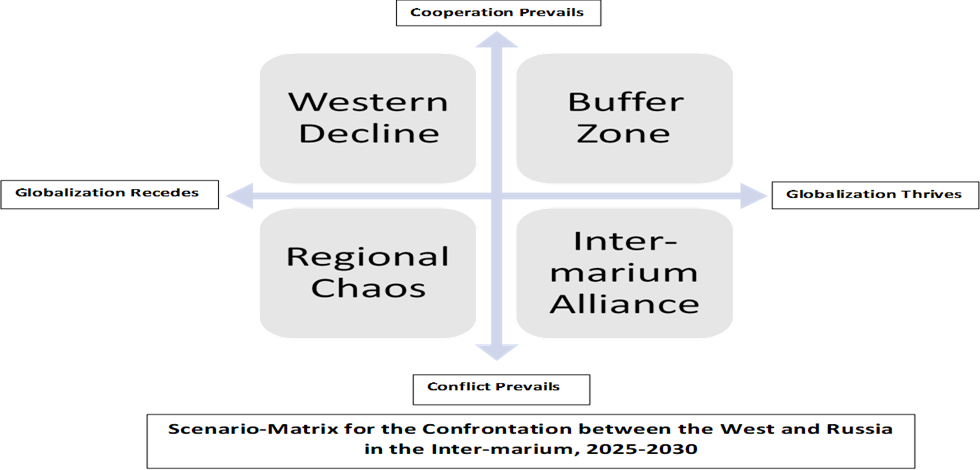 Cooperation Prevails
Western
Decline
Buffer
Zone
Globalization Recedes
Globalization Thrives
Regional
Chaos
Inter-
marium
Alliance
Conflict Prevails
Scenario-Matrix for the Confrontation between the West and Russia
in the Inter-marium, 2025-2030